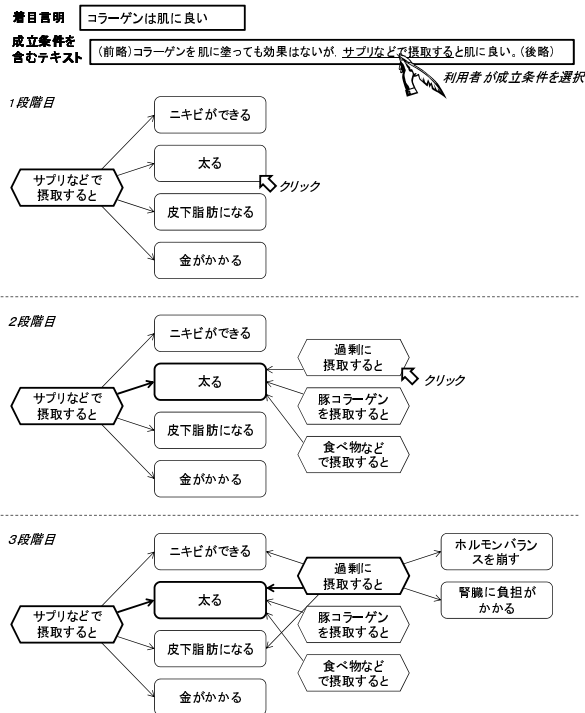 着目言明
コラーゲンは肌に良い
成立条件を
含むテキスト
(前略)コラーゲンを肌に塗っても効果はないが, サプリなどで摂取すると肌に良い。(後略)
利用者が成立条件を選択
1段階目
ニキビができる
太る
クリック
サプリなどで
摂取すると
皮下脂肪になる
金がかかる
2段階目
ニキビができる
過剰に
摂取すると
クリック
太る
サプリなどで
摂取すると
豚コラーゲン
を摂取すると
皮下脂肪になる
食べ物など
で摂取すると
金がかかる
3段階目
ニキビができる
ホルモンバラン
スを崩す
過剰に
摂取すると
太る
腎臓に負担が
かかる
サプリなどで
摂取すると
豚コラーゲン
を摂取すると
皮下脂肪になる
食べ物など
で摂取すると
金がかかる